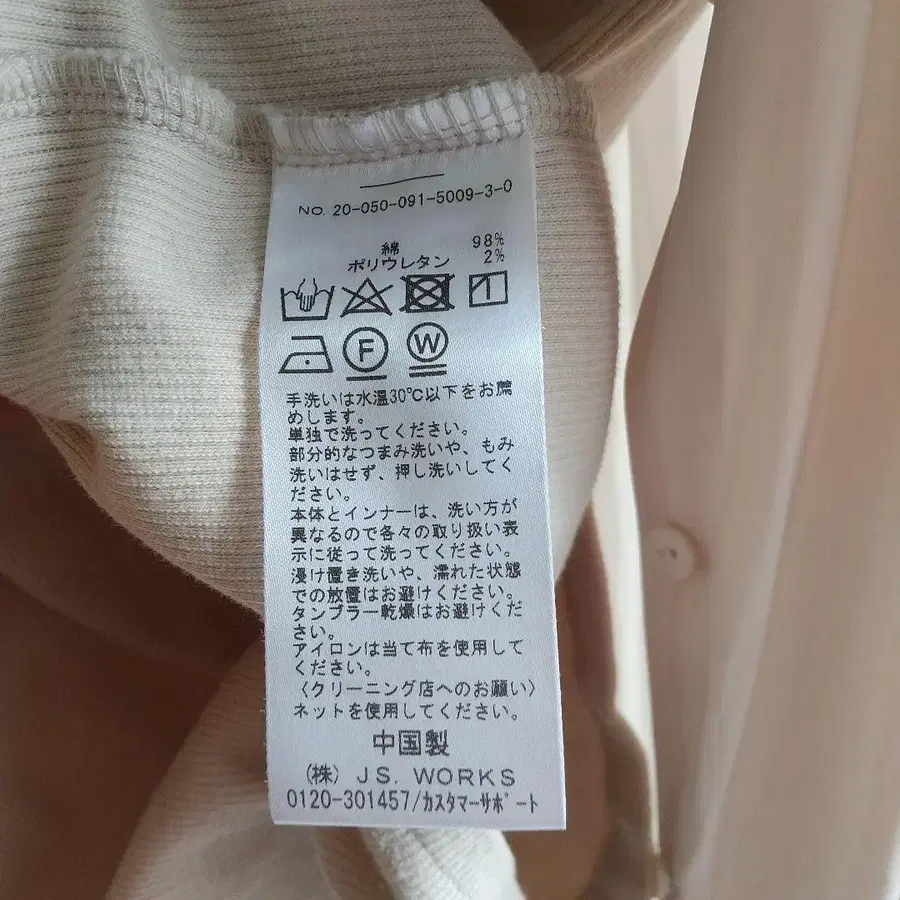 NO. 20-050-091-5009-3-0
綿 98%
ポリウレタン 2%
F W
手洗いは水温30℃以下をお薦
めします。
単独で洗ってください。
部分的なつまみ洗いや、もみ
洗いはせず、押し洗いしてく
ださい。
本体とインナーは、洗い方が
異なるので各々の取り扱い表
示に従って洗ってください。
浸け置き洗いや、濡れた状態
での放置はお避けください。
タンブラー乾燥はお避けくだ
さい。
アイロンは当て布を使用して
ください。
〈クリーニング店へのお願い〉
ネットを使用してください。
中国製
(株) J.S. WORKS
0120-301457/カスタマーサポート